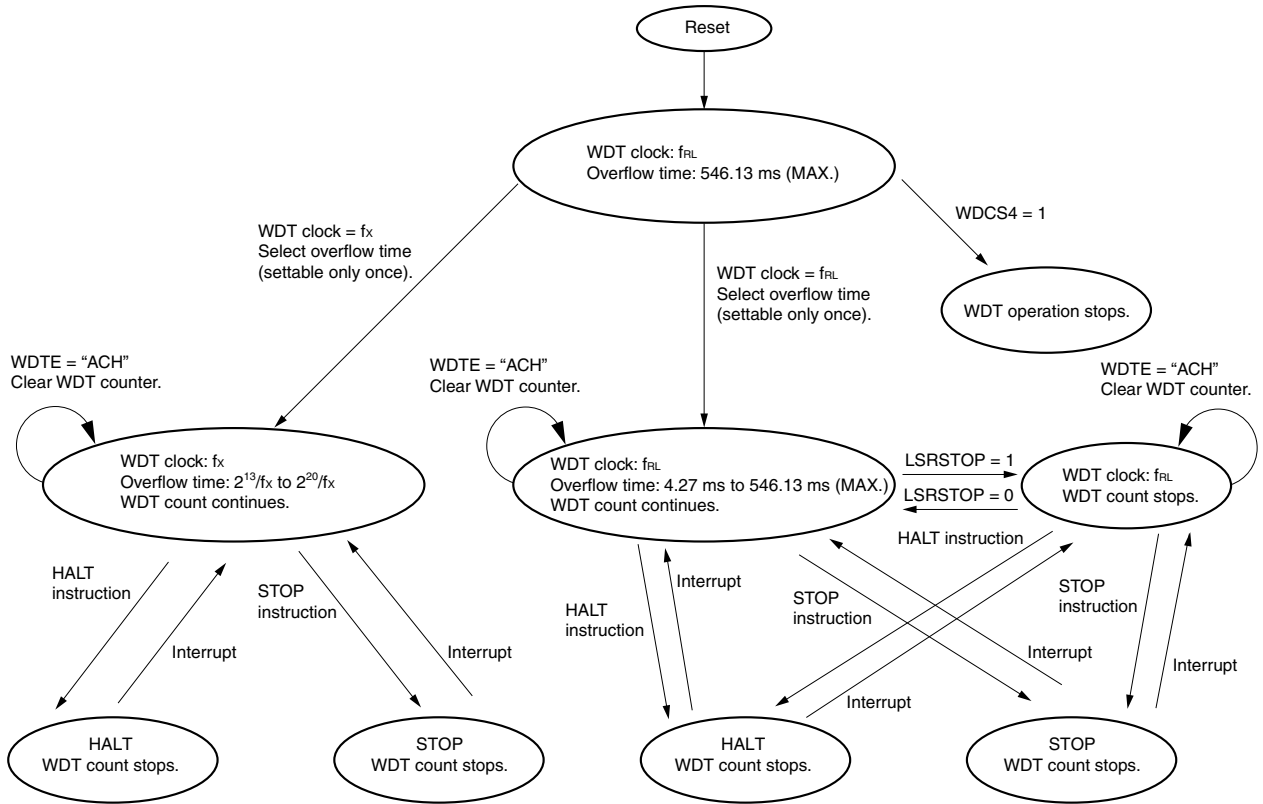 Reset
WDT clock: fRL
Overflow time: 546.13 ms (MAX.)
WDCS4 = 1
WDT clock = fX
Select overflow time
(settable only once).
WDT clock = fRL
Select overflow time
(settable only once).
WDT operation stops.
WDTE = “ACH”
Clear WDT counter.
WDTE = “ACH”
Clear WDT counter.
WDTE = “ACH”
Clear WDT counter.
WDT clock: fX
Overflow time: 2¹³/fX to 2²⁰/fX
WDT count continues.
WDT clock: fRL
Overflow time: 4.27 ms to 546.13 ms (MAX.)
WDT count continues.
LSRSTOP = 1
LSRSTOP = 0
WDT clock: fRL
WDT count stops.
HALT instruction
HALT
instruction
Interrupt
STOP
instruction
Interrupt
HALT
instruction
Interrupt
STOP
instruction
Interrupt
Interrupt
STOP
instruction
Interrupt
HALT
WDT count stops.
STOP
WDT count stops.
HALT
WDT count stops.
STOP
WDT count stops.